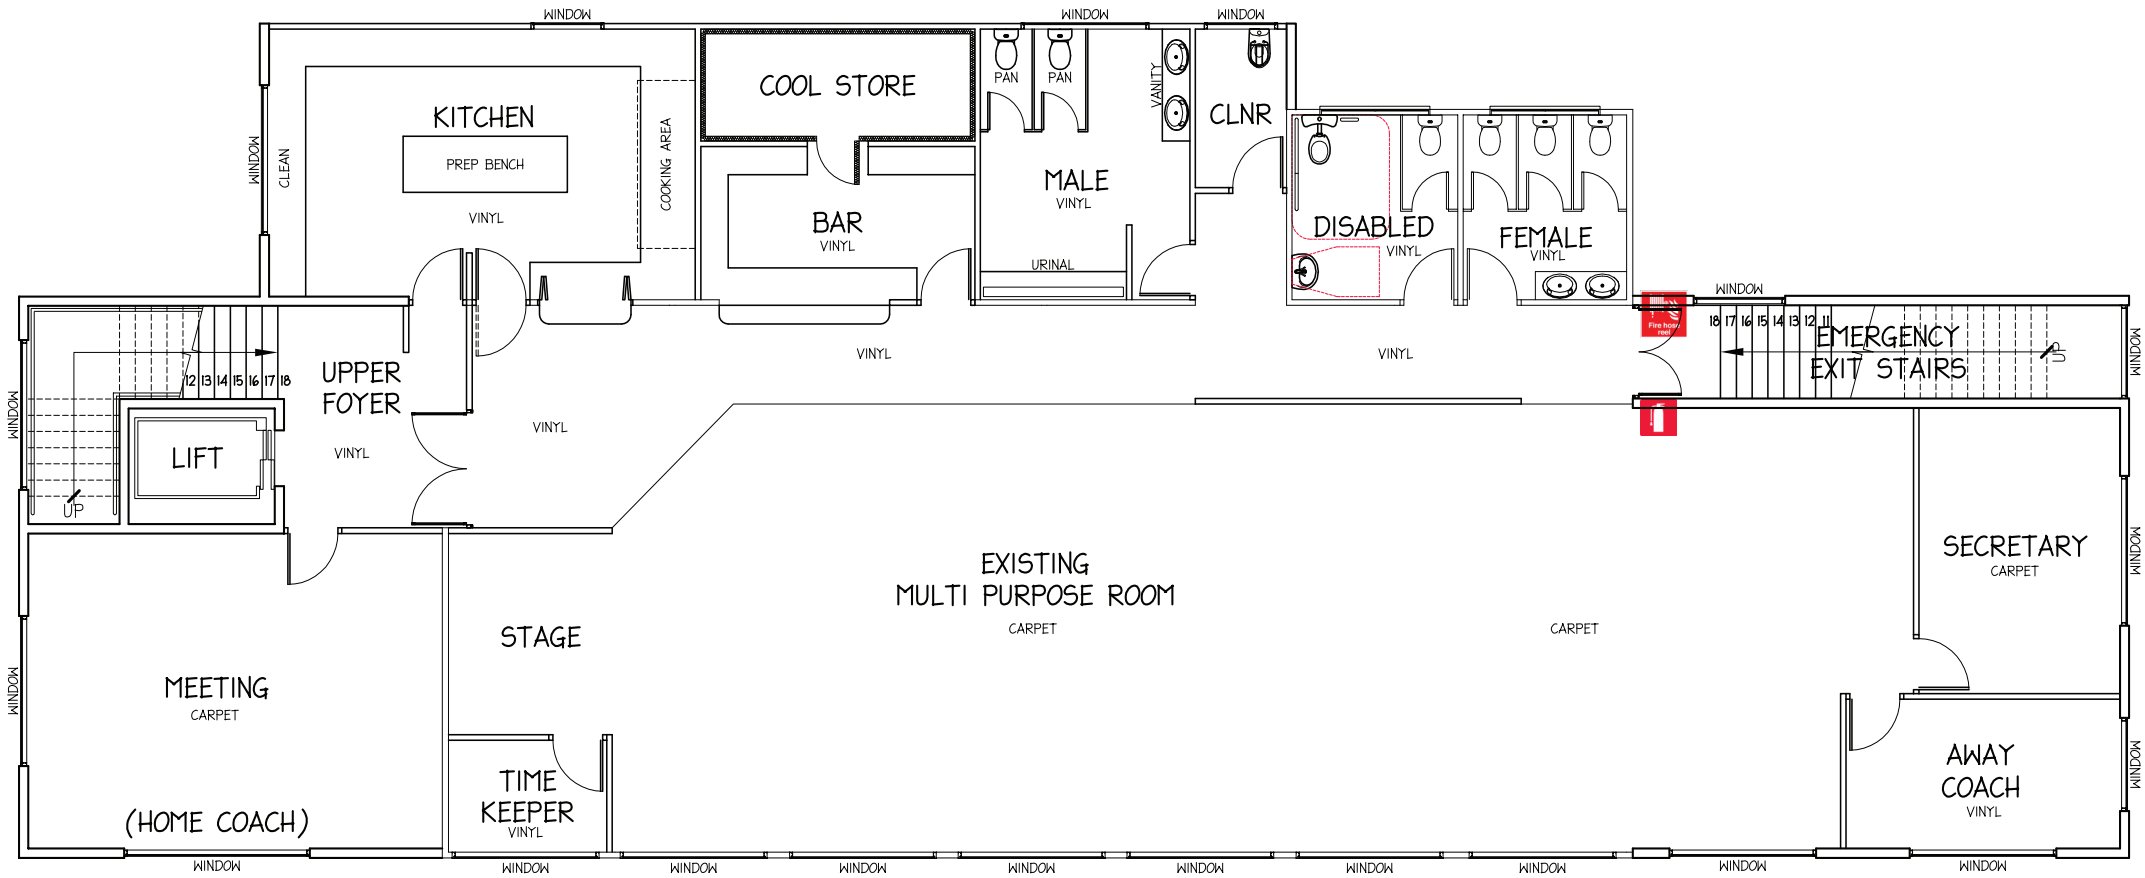 WINDOW
WINDOW
WINDOW
KITCHEN
PREP BENCH
VINYL
CLEAN
WINDOW
COOKING AREA
COOL STORE
BAR
VINYL
PAN
PAN
VANITY
MALE
VINYL
URINAL
CLNR
DISABLED
VINYL
FEMALE
VINYL
WINDOW
Fire hose
reel
18 17 16 15 14 13 12 11
EMERGENCY
EXIT STAIRS
UP
WINDOW
12 13 14 15 16 17 18
UPPER
FOYER
VINYL
LIFT
UP
WINDOW
VINYL
VINYL
VINYL
EXISTING
MULTI PURPOSE ROOM
CARPET
CARPET
STAGE
SECRETARY
CARPET
WINDOW
MEETING
CARPET
WINDOW
(HOME COACH)
TIME
KEEPER
VINYL
AWAY
COACH
VINYL
WINDOW
WINDOW
WINDOW
WINDOW
WINDOW
WINDOW
WINDOW
WINDOW
WINDOW
WINDOW
WINDOW